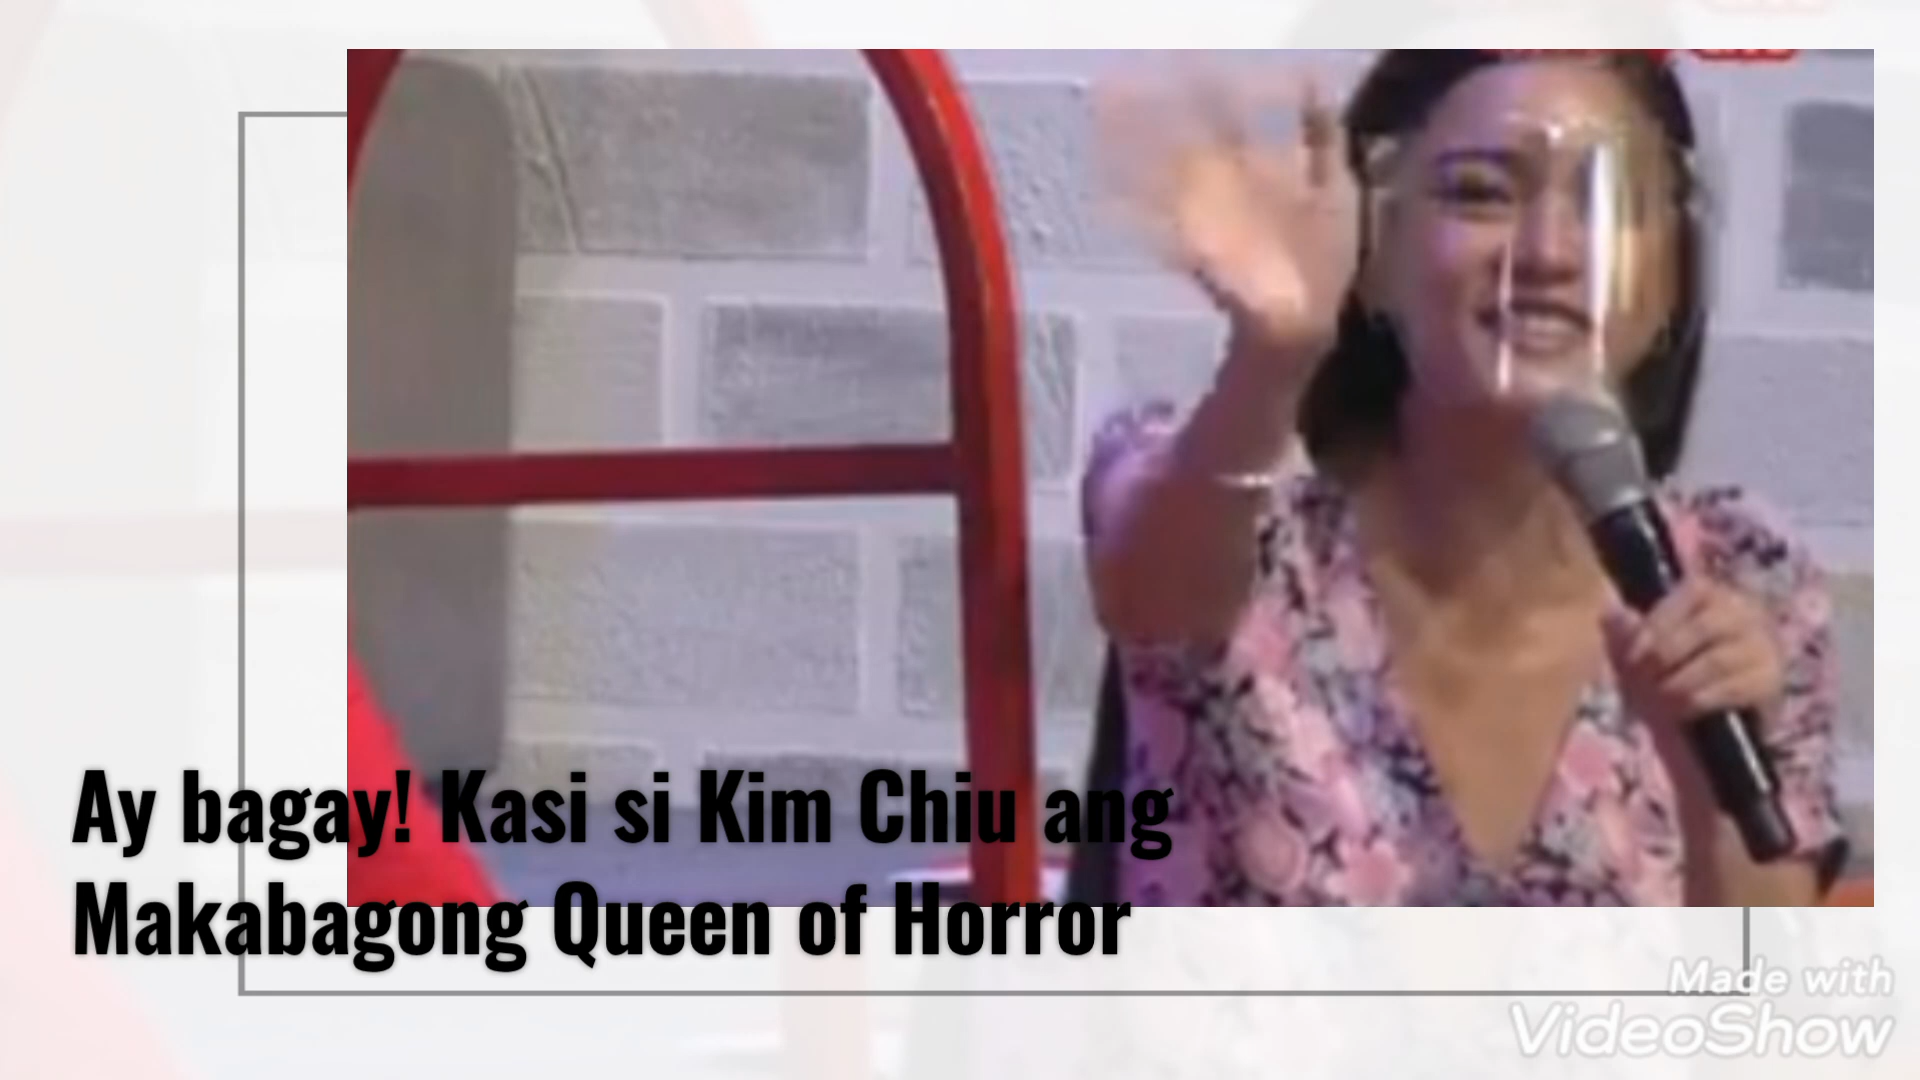 Ay bagay! Kasi si Kim Chiu ang
Makabagong Queen of Horror
Made with
VideoShow